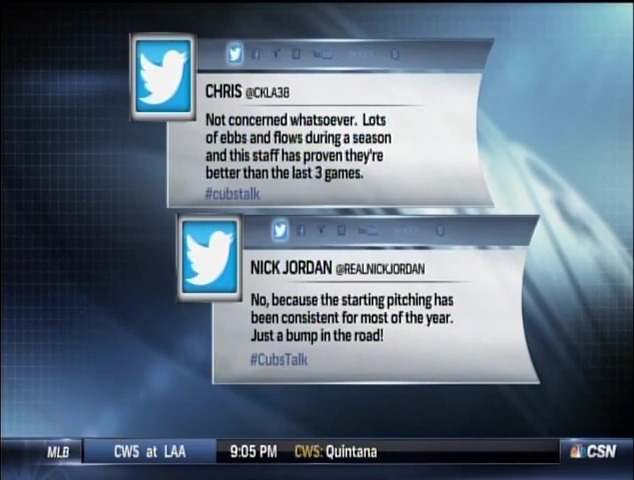 CHRIS @CKLA38
Not concerned whatsoever. Lots
of ebbs and flows during a season
and this staff has proven they're
better than the last 3 games.
#cubstalk
NICK JORDAN @REALNICKJORDAN
No, because the starting pitching has
been consistent for most of the year.
Just a bump in the road!
#CubsTalk
MLB CWS at LAA 9:05 PM CWS: Quintana CSN